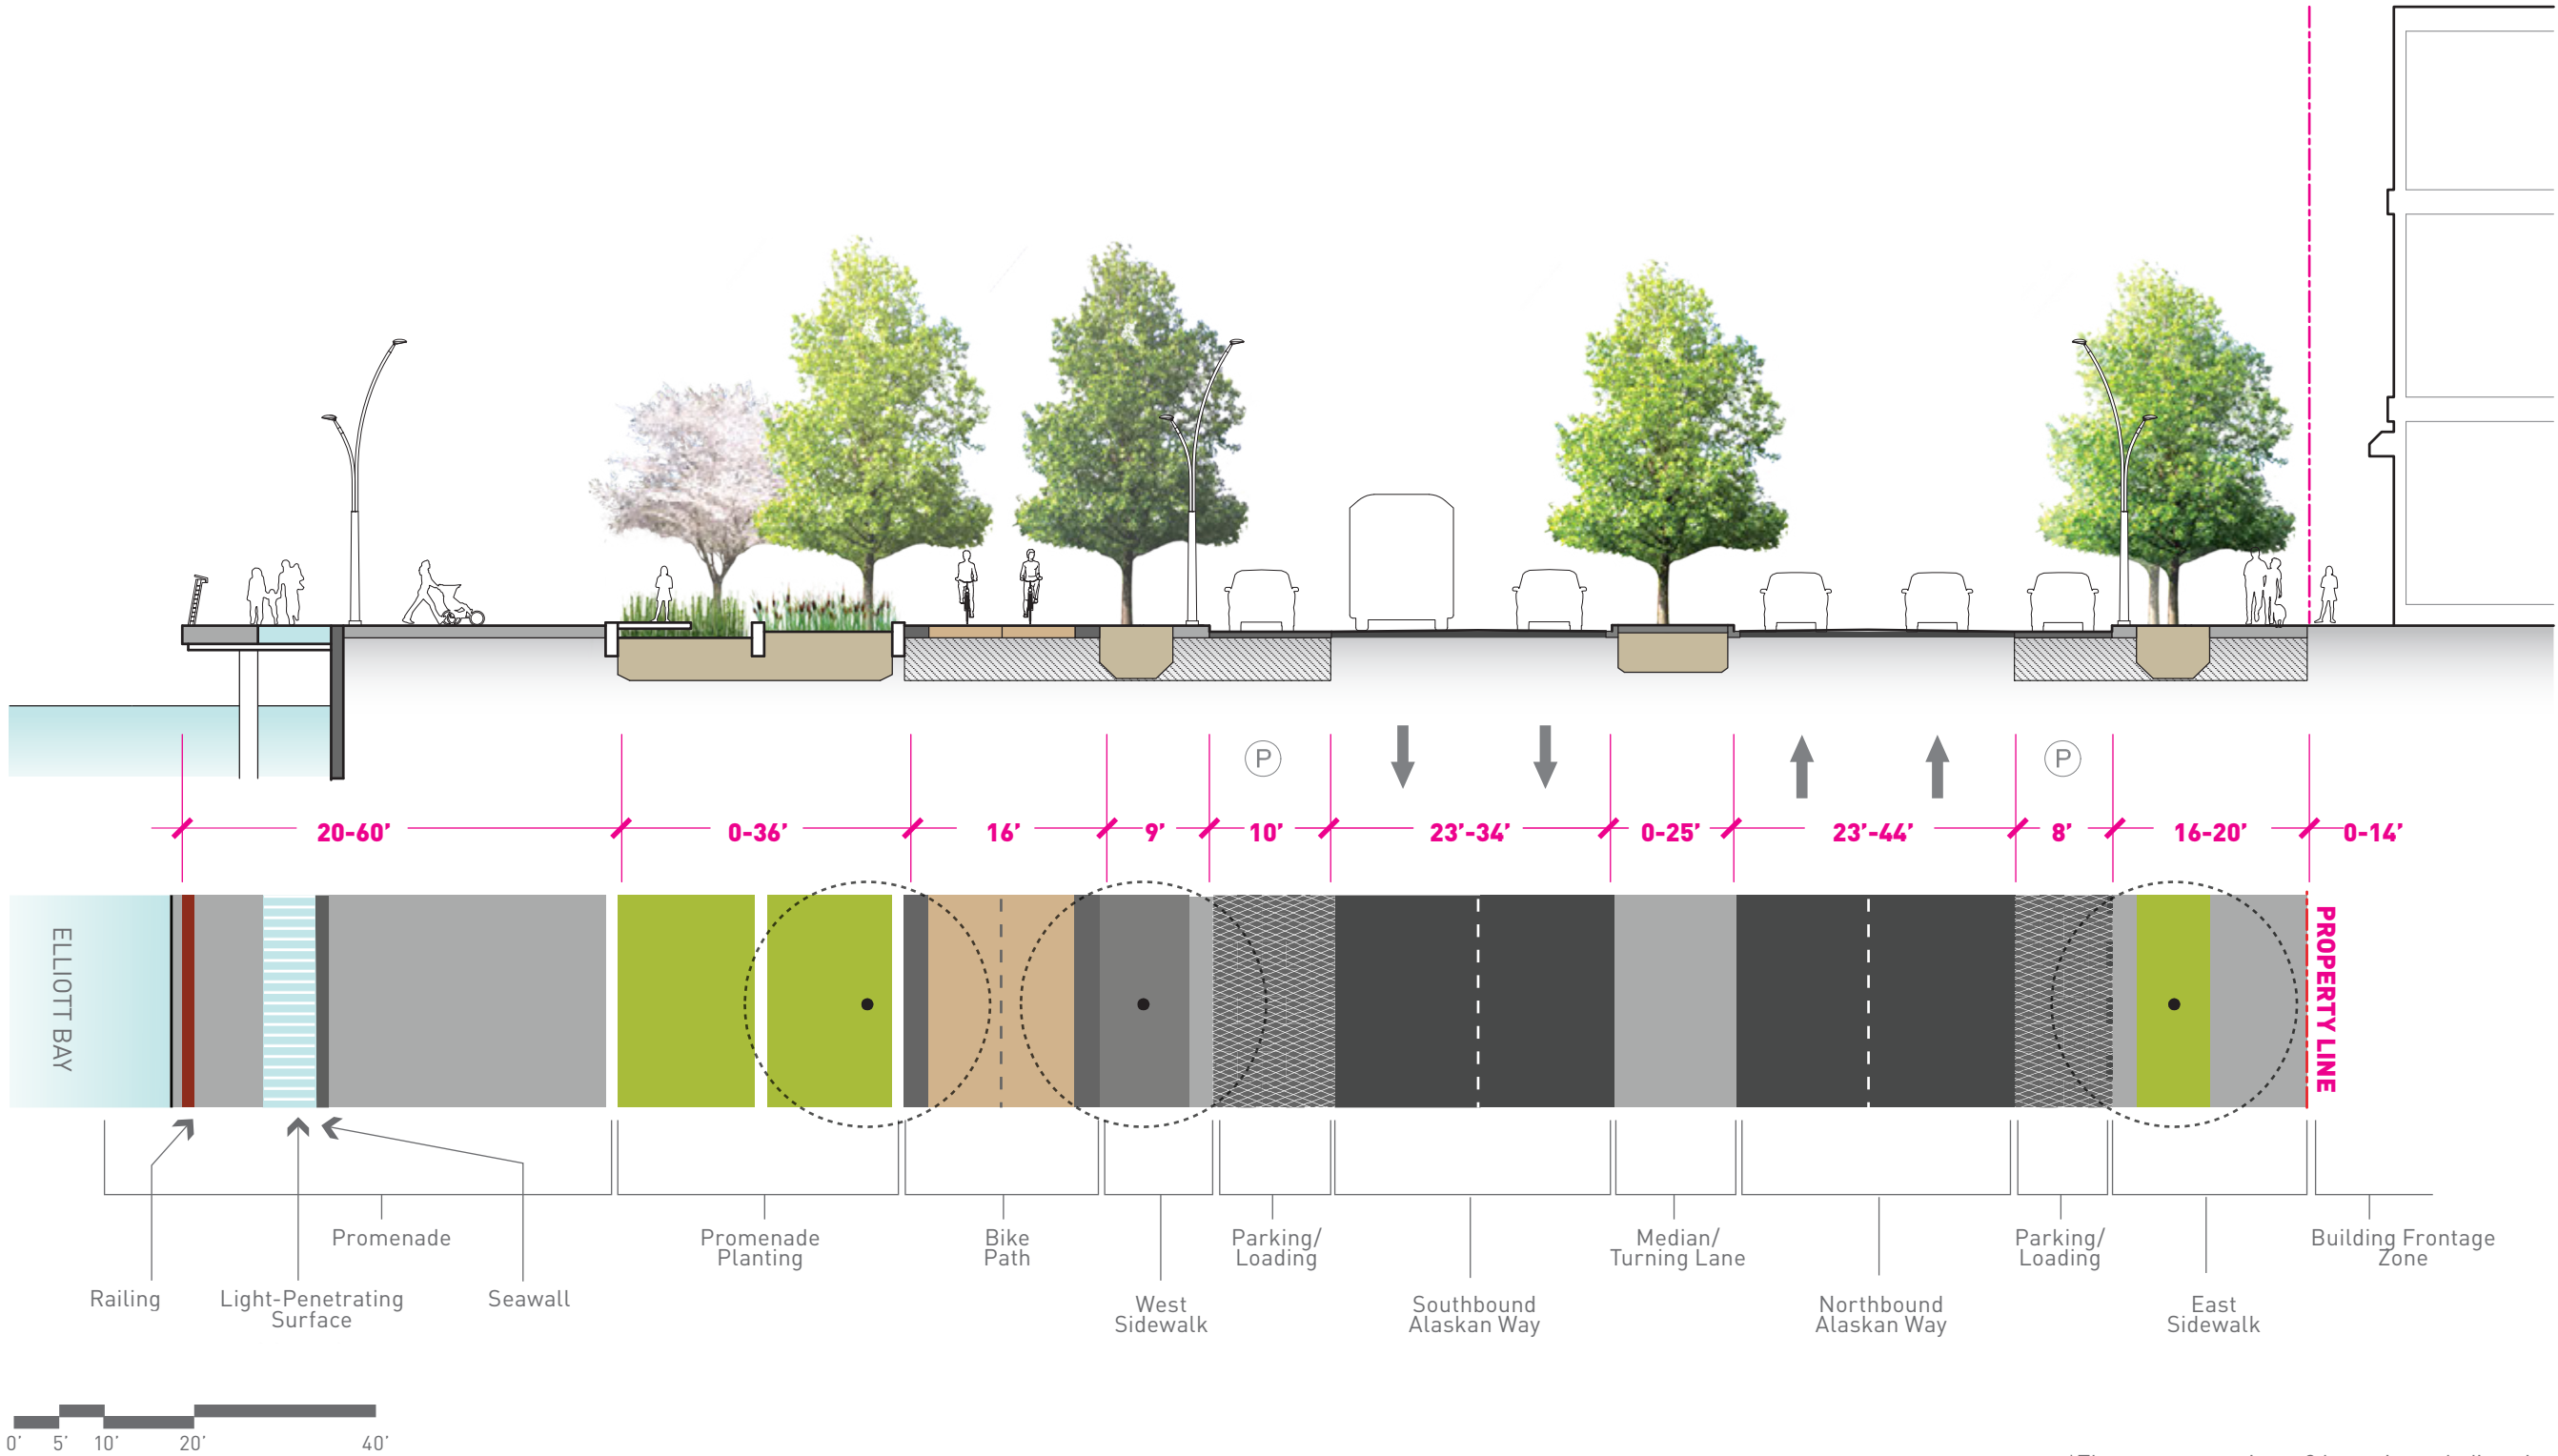 P
P
20-60’
0-36’
16’
9’
10’
23’-34’
0-25’
23’-44’
8’
16-20’
0-14’
ELLIOTT BAY
PROPERTY LINE
Promenade
Promenade
Planting
Bike
Path
Parking/
Loading
Median/
Turning Lane
Parking/
Loading
Building Frontage
Zone
Railing
Light-Penetrating
Surface
Seawall
West
Sidewalk
Southbound
Alaskan Way
Northbound
Alaskan Way
East
Sidewalk
0’ 5’ 10’ 20’ 40’